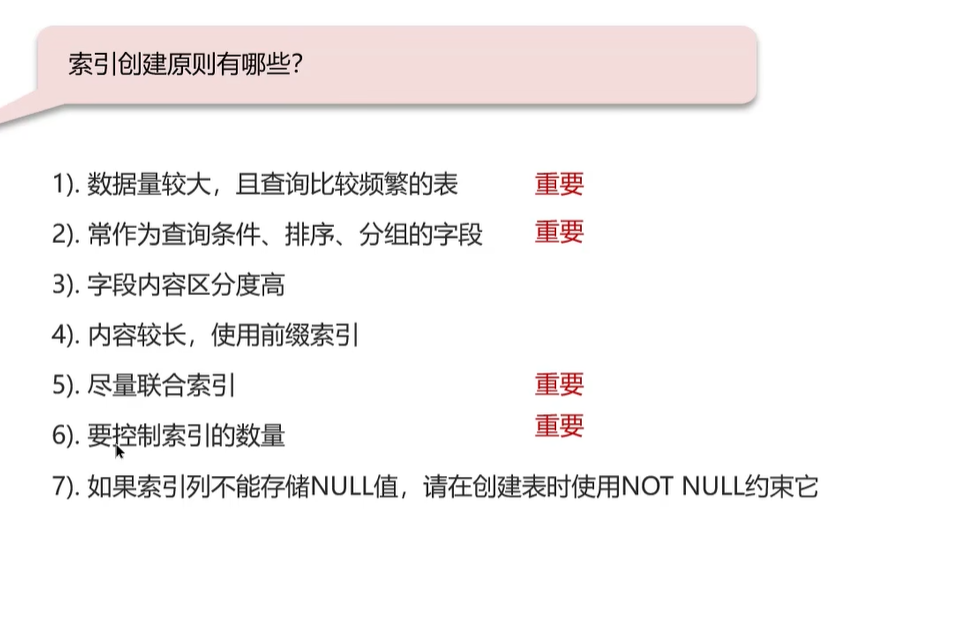 索引创建原则有哪些?
1). 数据量较大，且查询比较频繁的表 重要
2). 常作为查询条件、排序、分组的字段 重要
3). 字段内容区分度高
4). 内容较长，使用前缀索引
5). 尽量联合索引 重要
6). 要控制索引的数量 重要
7). 如果索引列不能存储NULL值，请在创建表时使用NOT NULL约束它